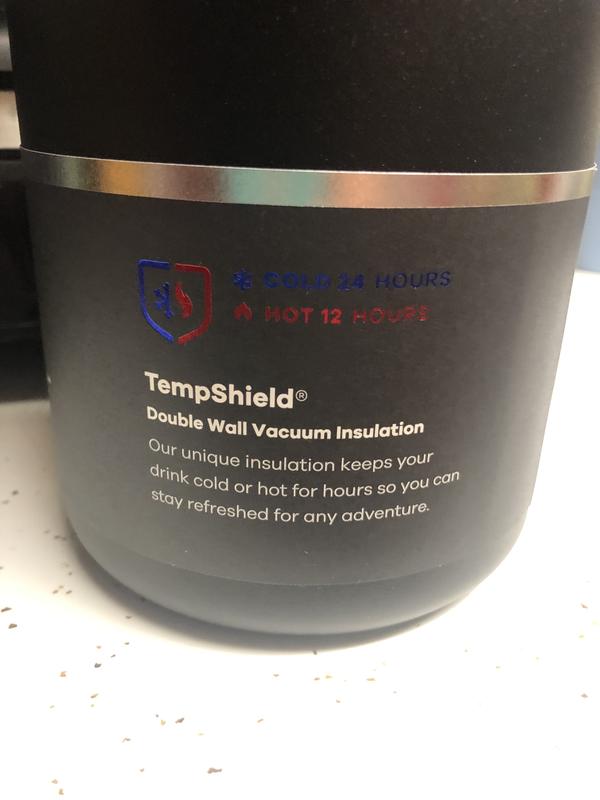 COLD 24 HOURS
HOT 12 HOURS
TempShield®
Double Wall Vacuum Insulation
Our unique insulation keeps your
drink cold or hot for hours so you can
stay refreshed for any adventure.